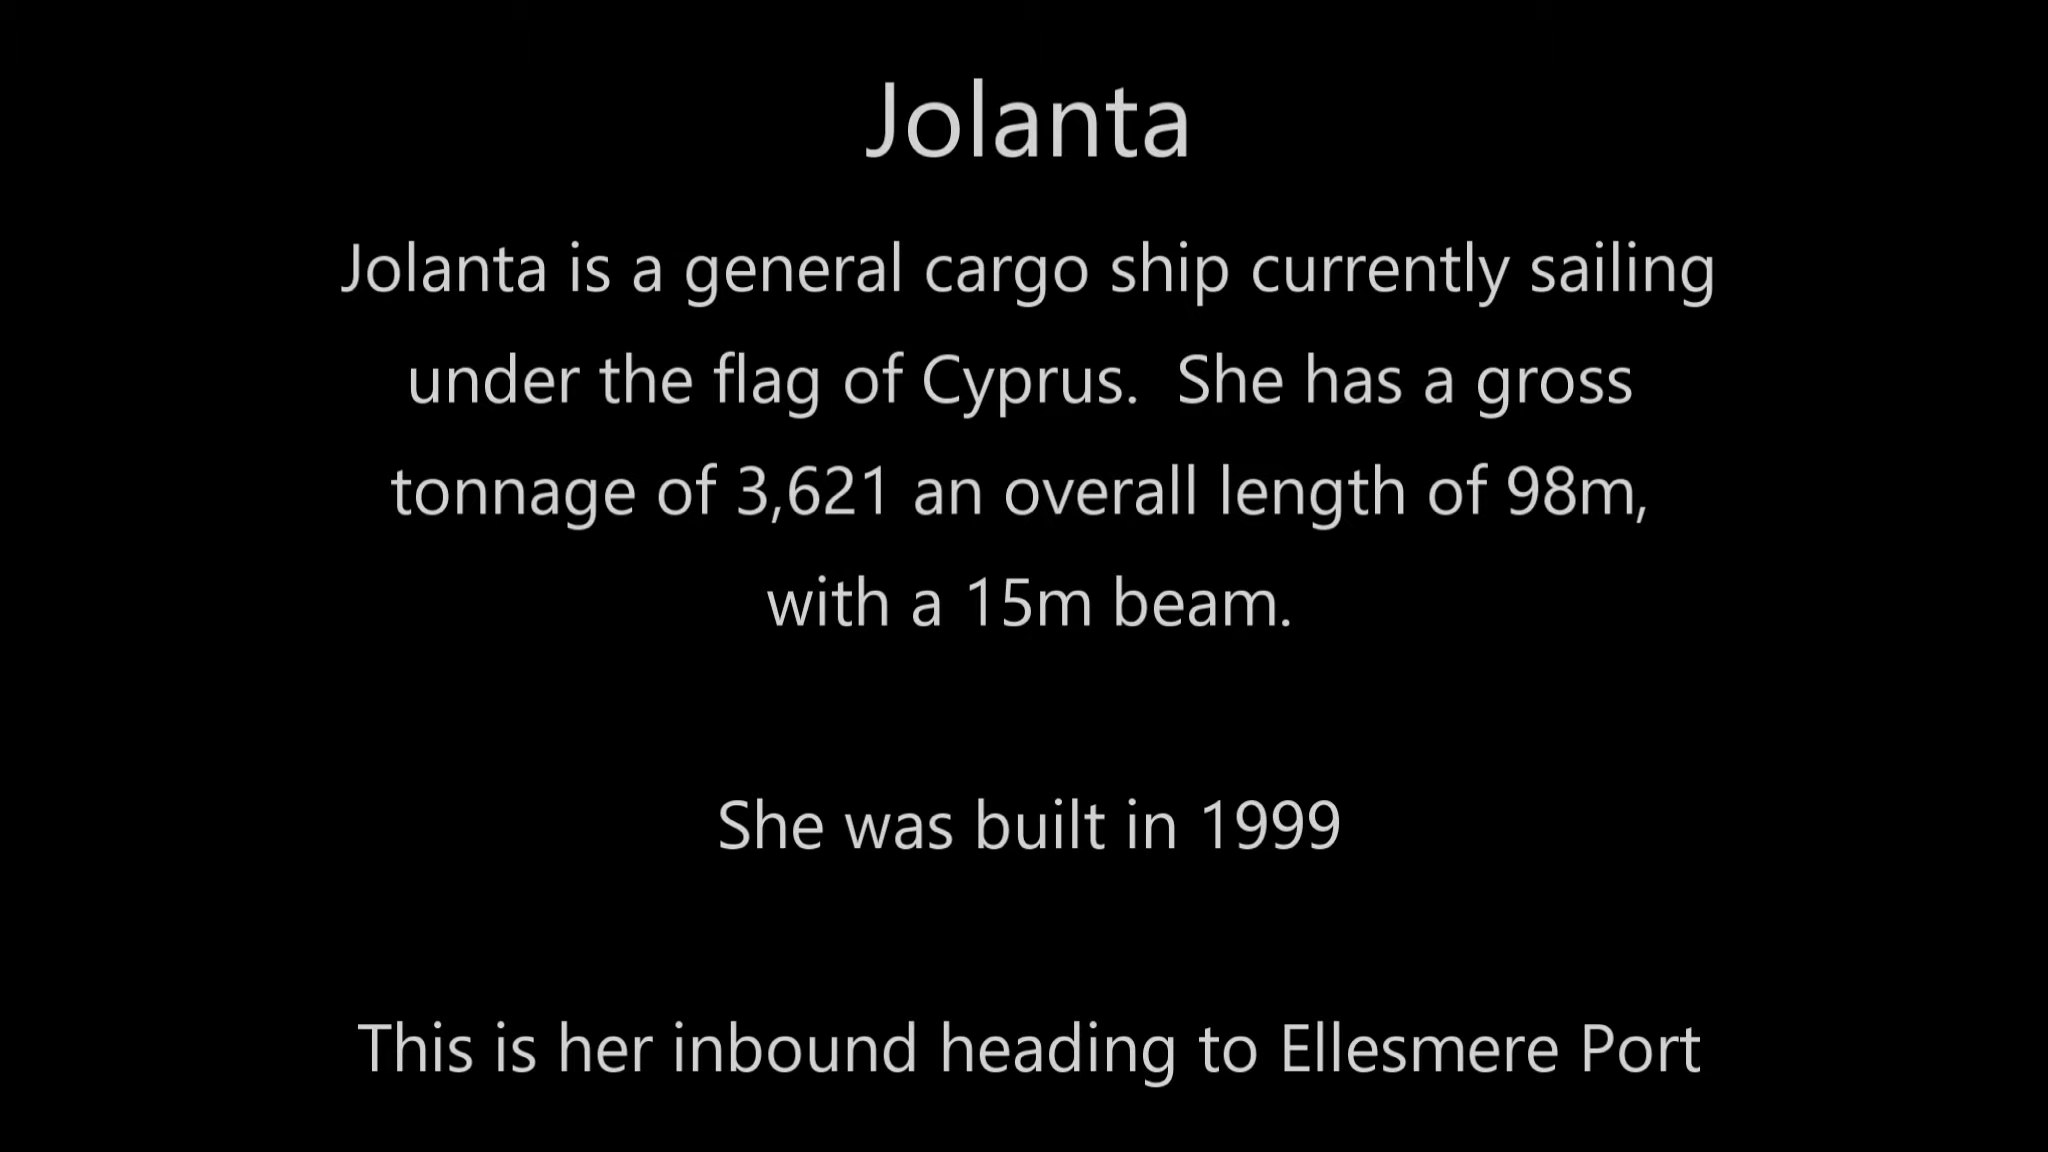 Jolanta
Jolanta is a general cargo ship currently sailing
under the flag of Cyprus.  She has a gross
tonnage of 3,621 an overall length of 98m,
with a 15m beam.
She was built in 1999
This is her inbound heading to Ellesmere Port